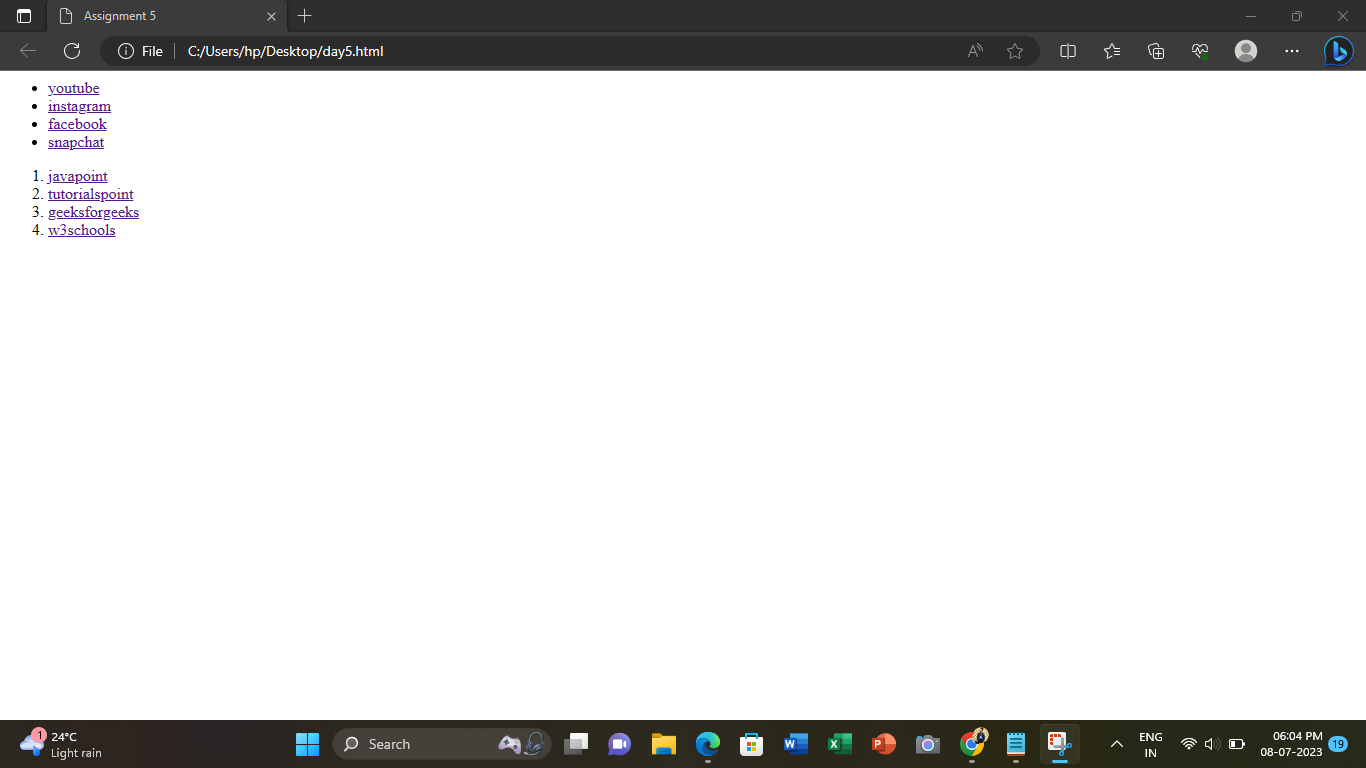 Assignment 5
File C:/Users/hp/Desktop/day5.html
• youtube
• instagram
• facebook
• snapchat
1. javapoint
2. tutorialspoint
3. geeksforgeeks
4. w3schools
1
24°C
Light rain
Search
ENG
IN
06:04 PM
08-07-2023
19